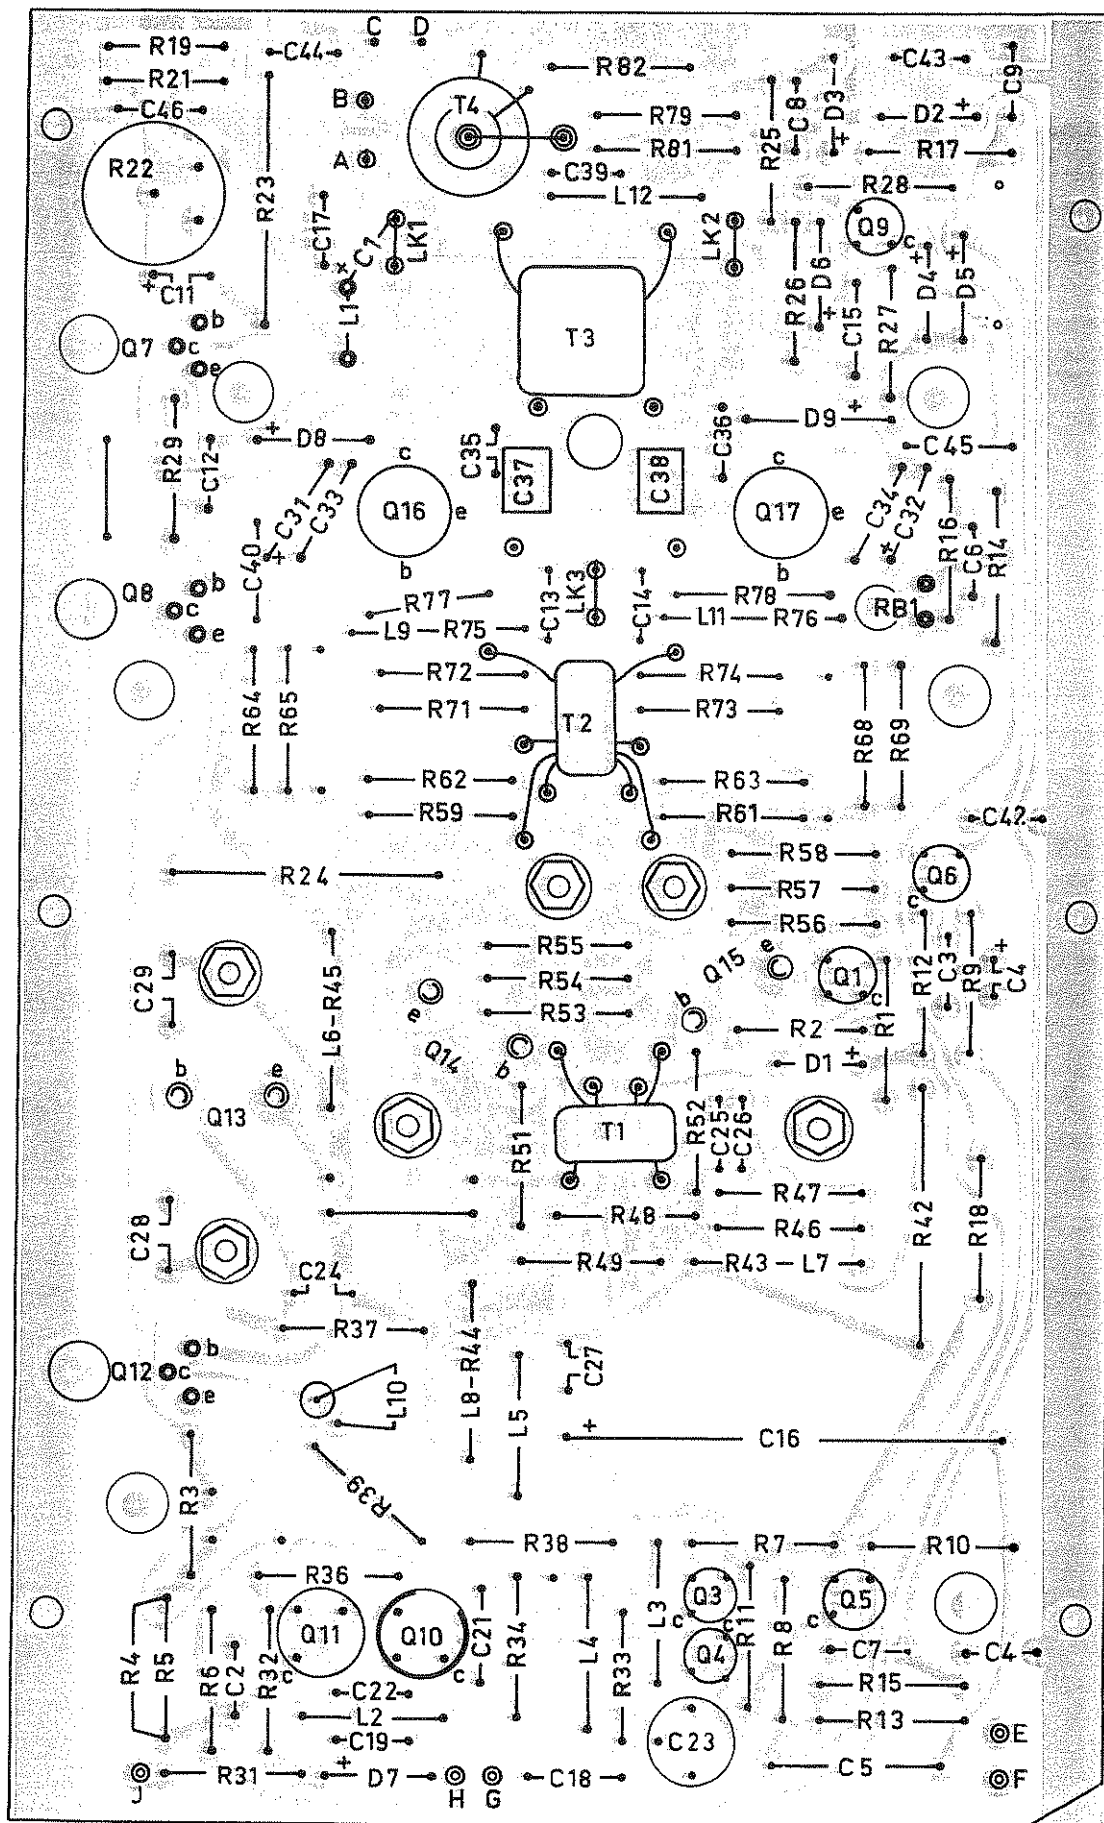 C D
R19 C44 R82 C43 C9
R21 B T4 R79 C8 D3 + D2 +
C46 R25
A R81 R17
R22 C39 R28
R23 L12
C17 C7 LK1 LK2 Q9 c
+ C11 + L1 T3 R26 D6 + C15 R27 D4 + D5 +
b
Q7 c
e
+ D8 C35 C36 D9 +
R29 C12 c c C45
C31 C33 Q16 e C37 C38 Q17 e C34 C32 R16 C6 R14
C40 + b b +
Q8 b c e R77 C13 LK3 C14 R78 RB1
L9 R75 L11 R76
R64 R65 R72 R74
R71 T2 R73 R68 R69
R62 R63
R59 R61 C42
R58
R24 R57 Q6
R56 c
C29 L6-R45 R55 Q15 e Q1 c R12 C3 R9 + C4
R54 b
e R53 R2 R1
Q14 b D1 +
b e
Q13 R51 T1 R52 C25 C26
R47 R42 R18
C28 R48 R46
C24 R49 R43 L7
R37
b
Q12 c L10 L8-R44 L5 C27
e
+ C16
R3 R39
R38 R7 R10
R36 Q3 Q5
Q11 Q10 C21 R34 L4 R33 L3 c R11 R8 c
R4 R5 R6 C2 R32 c c c Q4 C7 C4
C22 R15
L2 C23 R13
C19 E
J R31 + D7 H G C18 C5 F